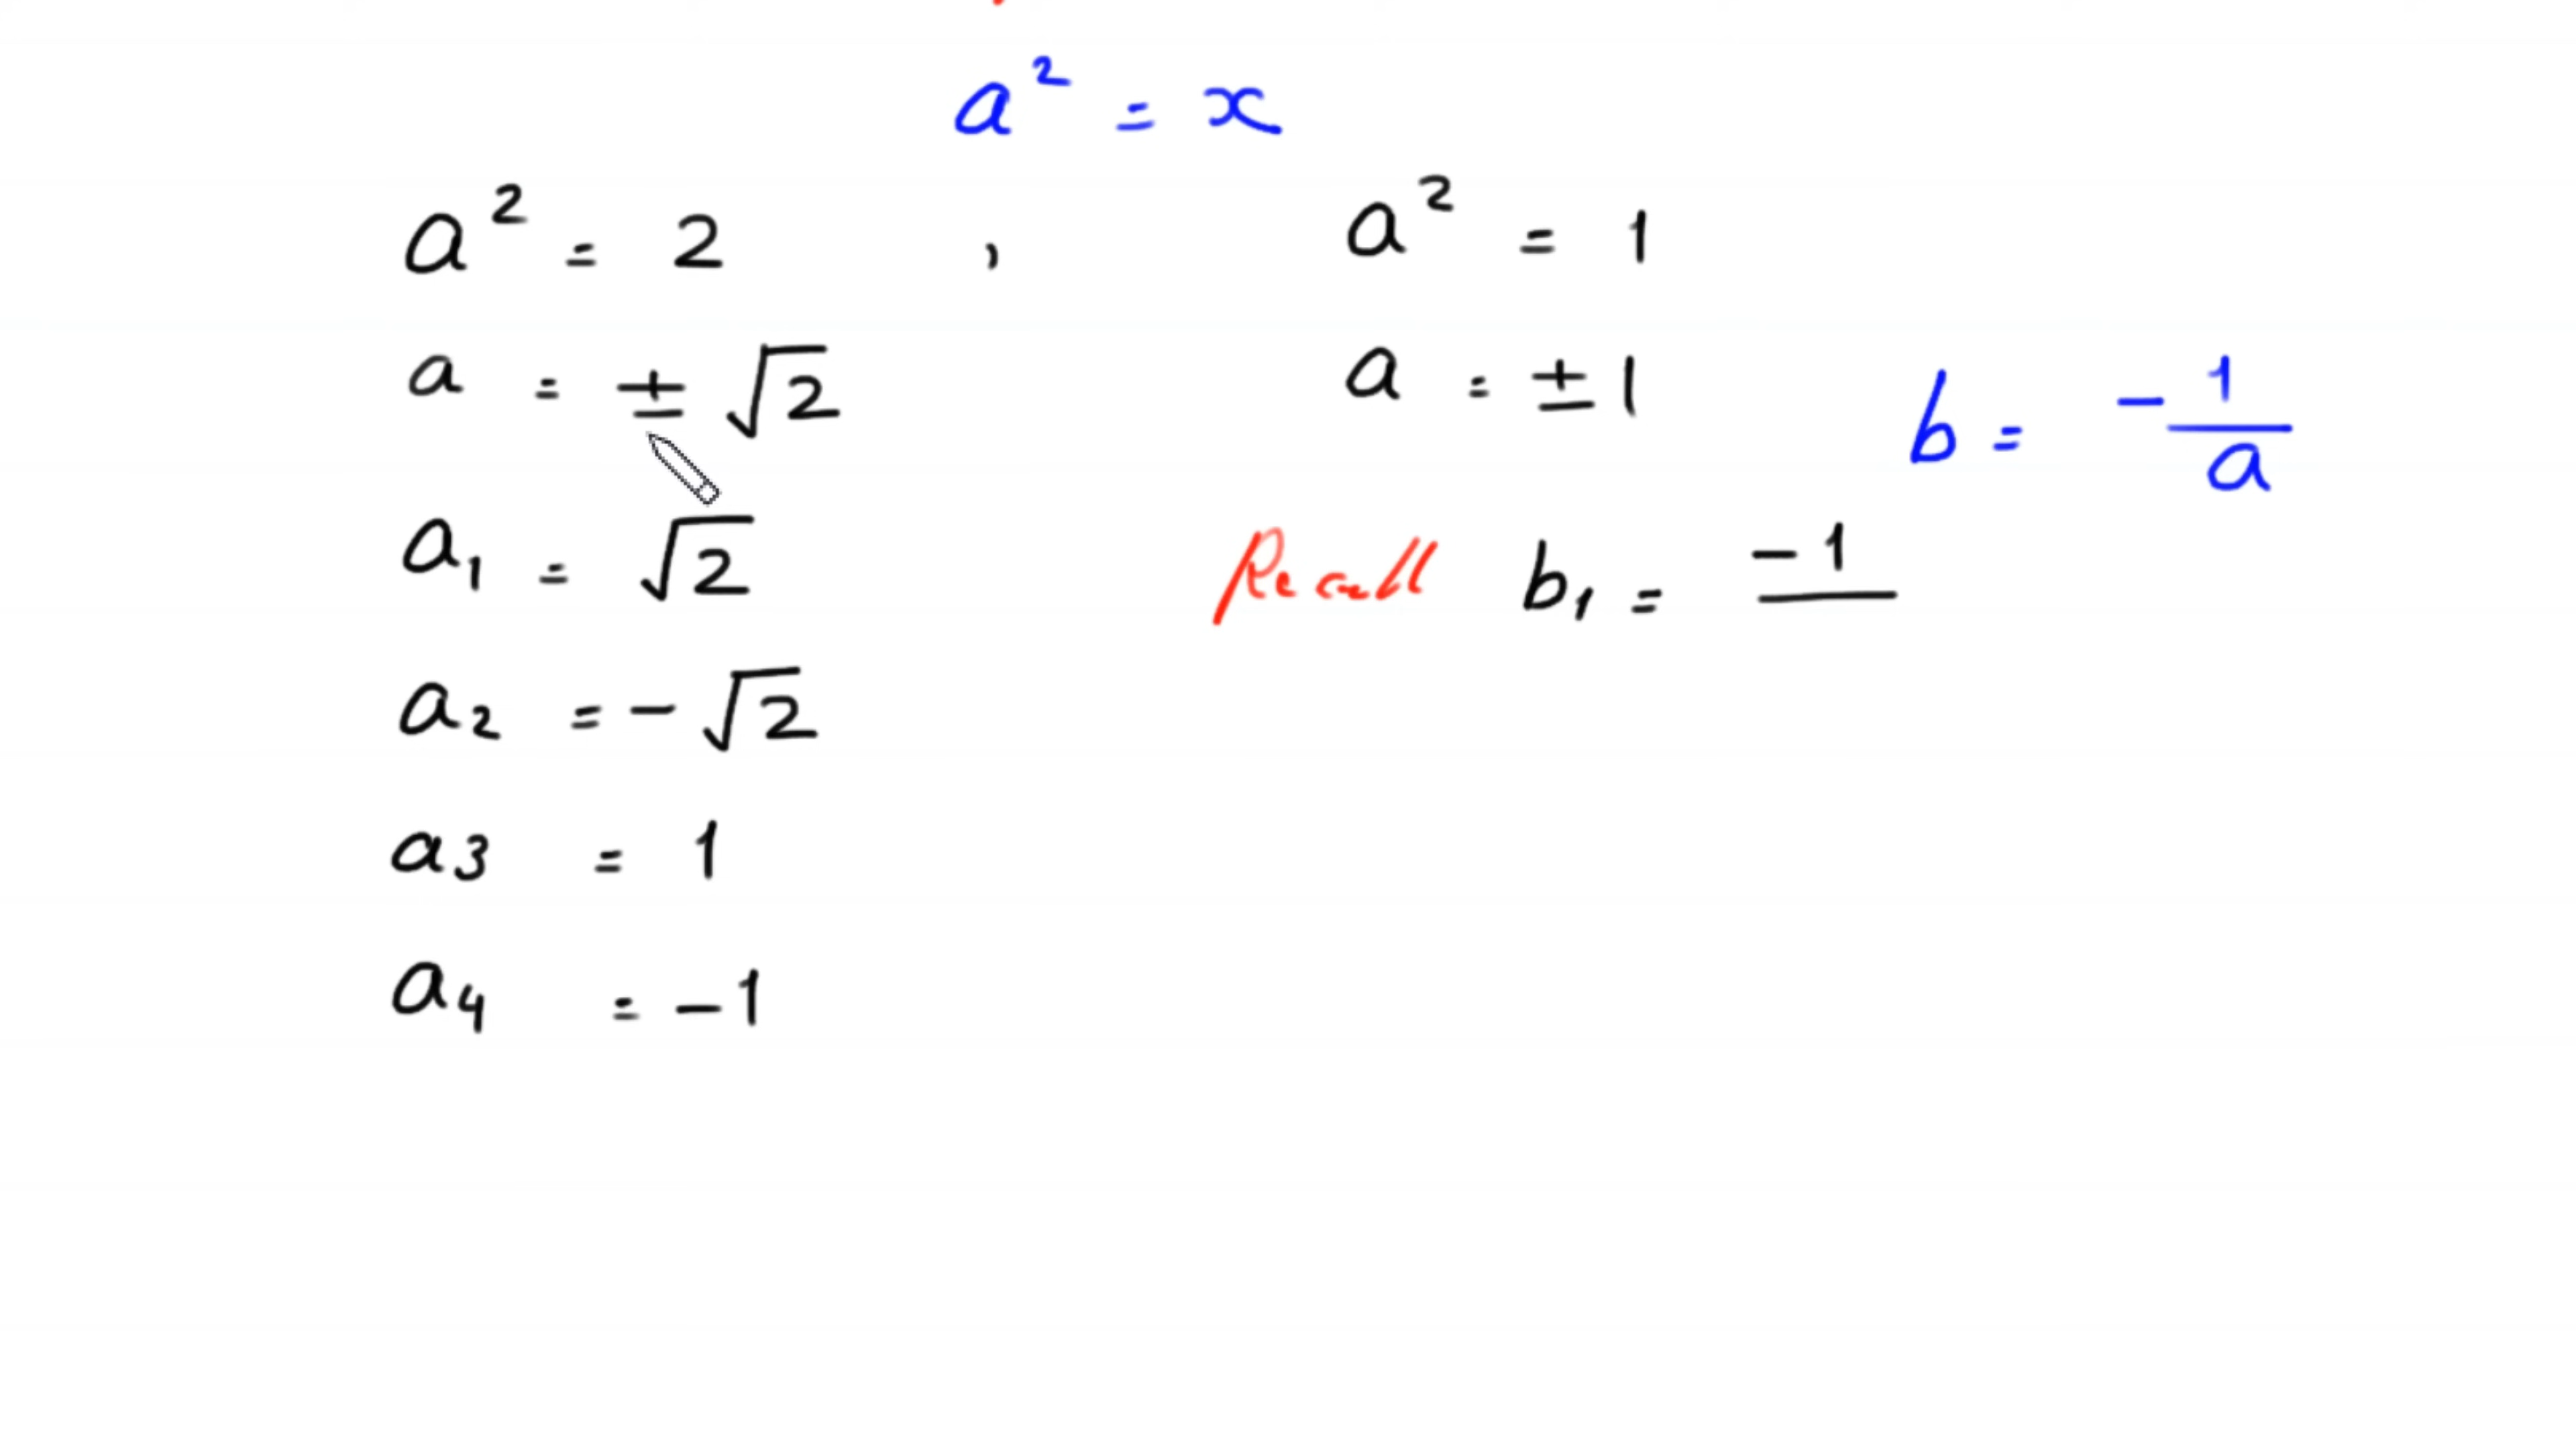 a² = x
a² = 2 , a² = 1
a = ± √2 a = ± 1 b = -1/a
a₁ = √2 Recall b₁ = -1/
a₂ = -√2
a₃ = 1
a₄ = -1